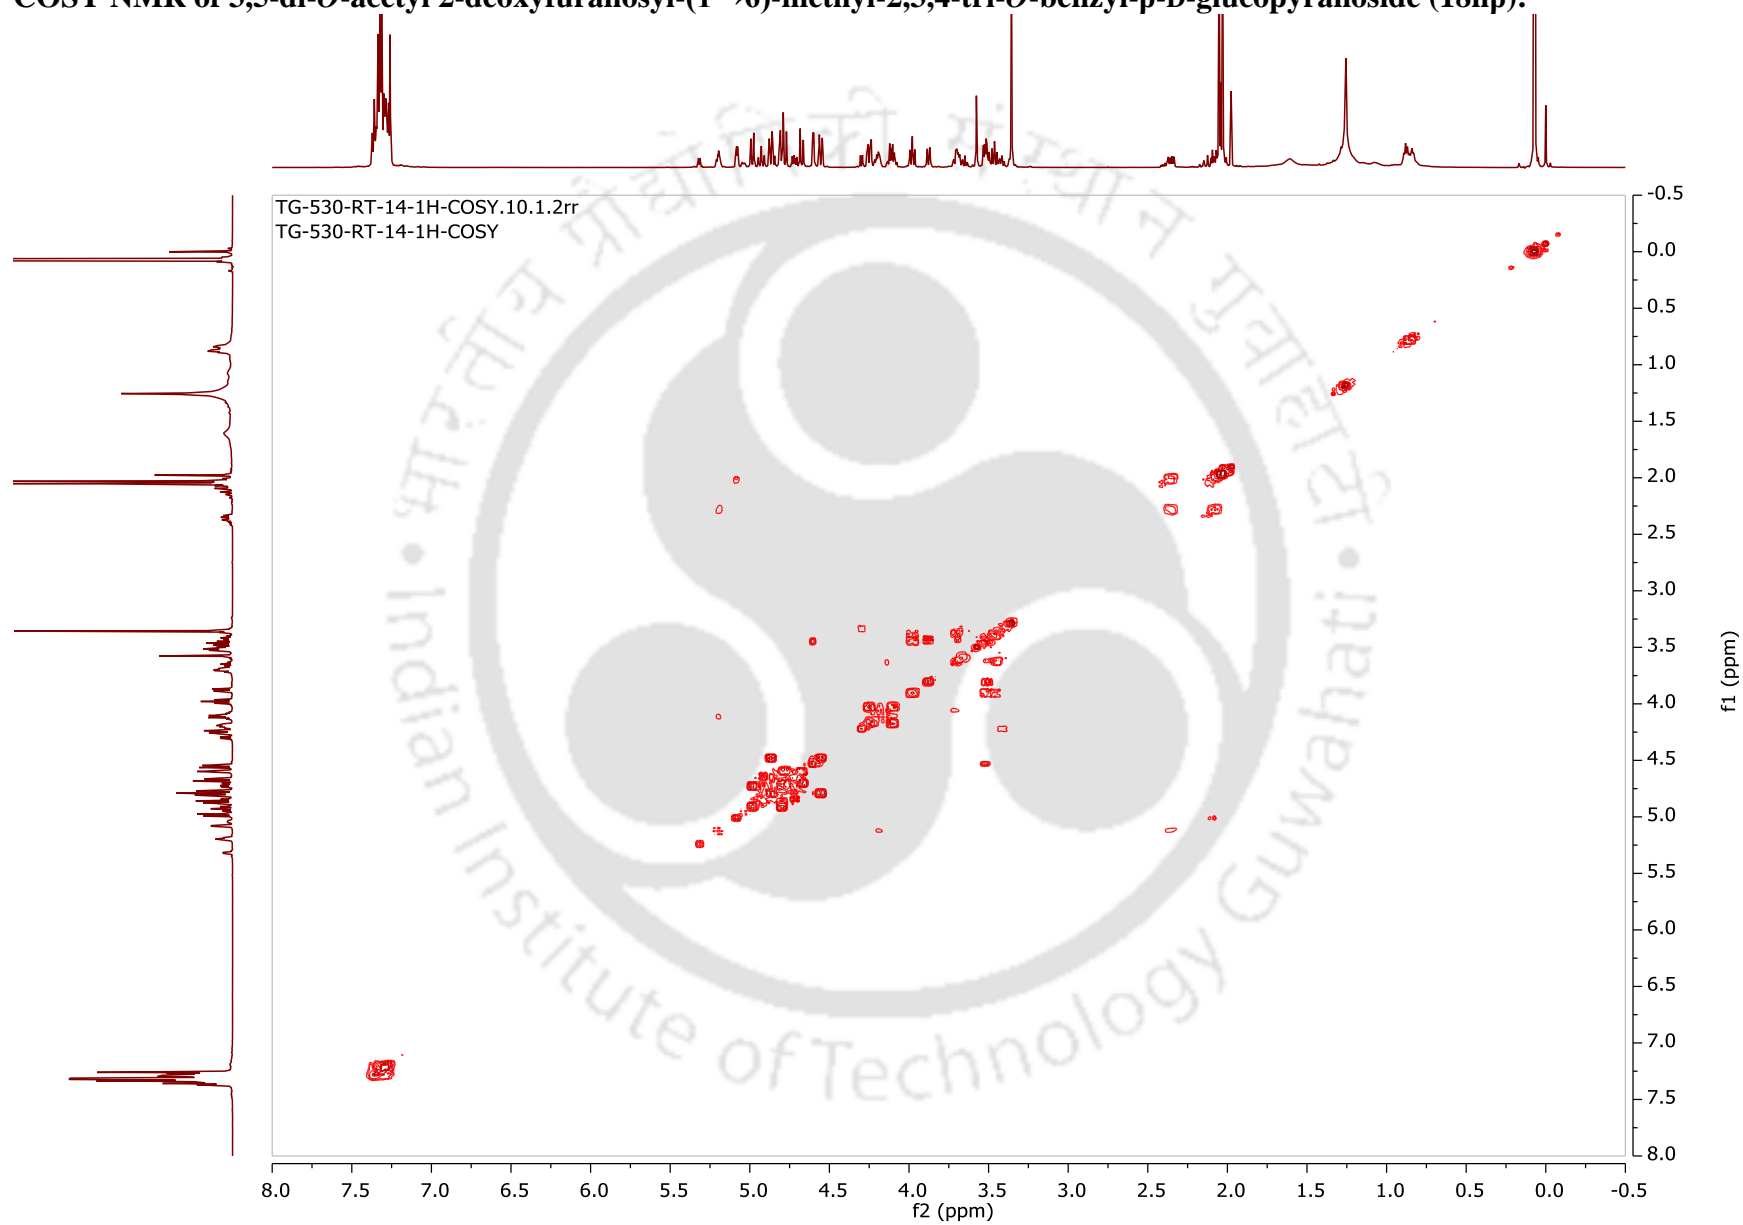 COSY NMR of 3,5-di-O-acetyl 2-deoxyfuranosyl-(1→6)-methyl-2,3,4-tri-O-benzyl-β-D-glucopyranoside (18hβ):
TG-530-RT-14-1H-COSY.10.1.2rr
TG-530-RT-14-1H-COSY
-0.5
0.0
0.5
1.0
1.5
2.0
2.5
3.0
3.5
4.0
4.5
5.0
5.5
6.0
6.5
7.0
7.5
8.0
f1 (ppm)
8.0 7.5 7.0 6.5 6.0 5.5 5.0 4.5 4.0 3.5 3.0 2.5 2.0 1.5 1.0 0.5 0.0 -0.5
f2 (ppm)
भारतीय प्रौद्योगिकी संस्थान गुवाहाटी
Indian Institute of Technology Guwahati